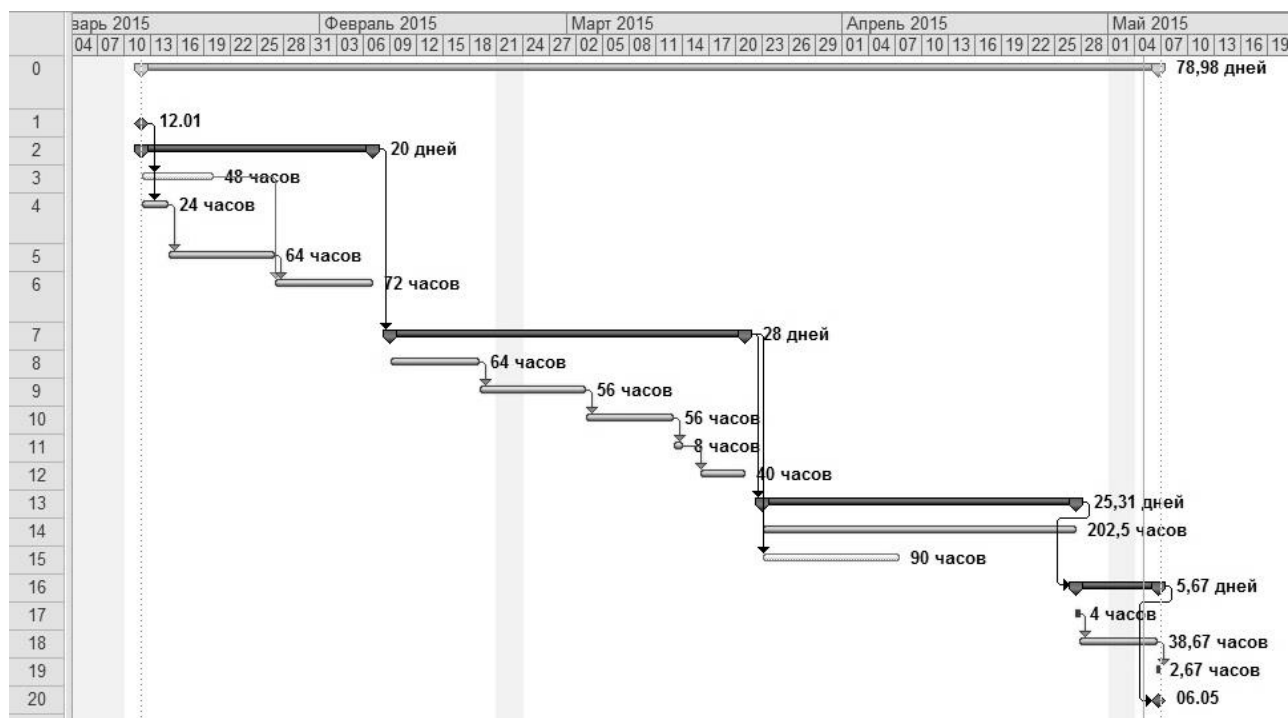 варь 2015 Февраль 2015 Март 2015 Апрель 2015 Май 2015
04 07 10 13 16 19 22 25 28 31 03 06 09 12 15 18 21 24 27 02 05 08 11 14 17 20 23 26 29 01 04 07 10 13 16 19 22 25 28 01 04 07 10 13 16 19
0 78,98 дней
1 12.01
2 20 дней
3 48 часов
4 24 часов
5 64 часов
6 72 часов
7 28 дней
8 64 часов
9 56 часов
10 56 часов
11 8 часов
12 40 часов
13 25,31 дней
14 202,5 часов
15 90 часов
16 5,67 дней
17 4 часов
18 38,67 часов
19 2,67 часов
20 06.05